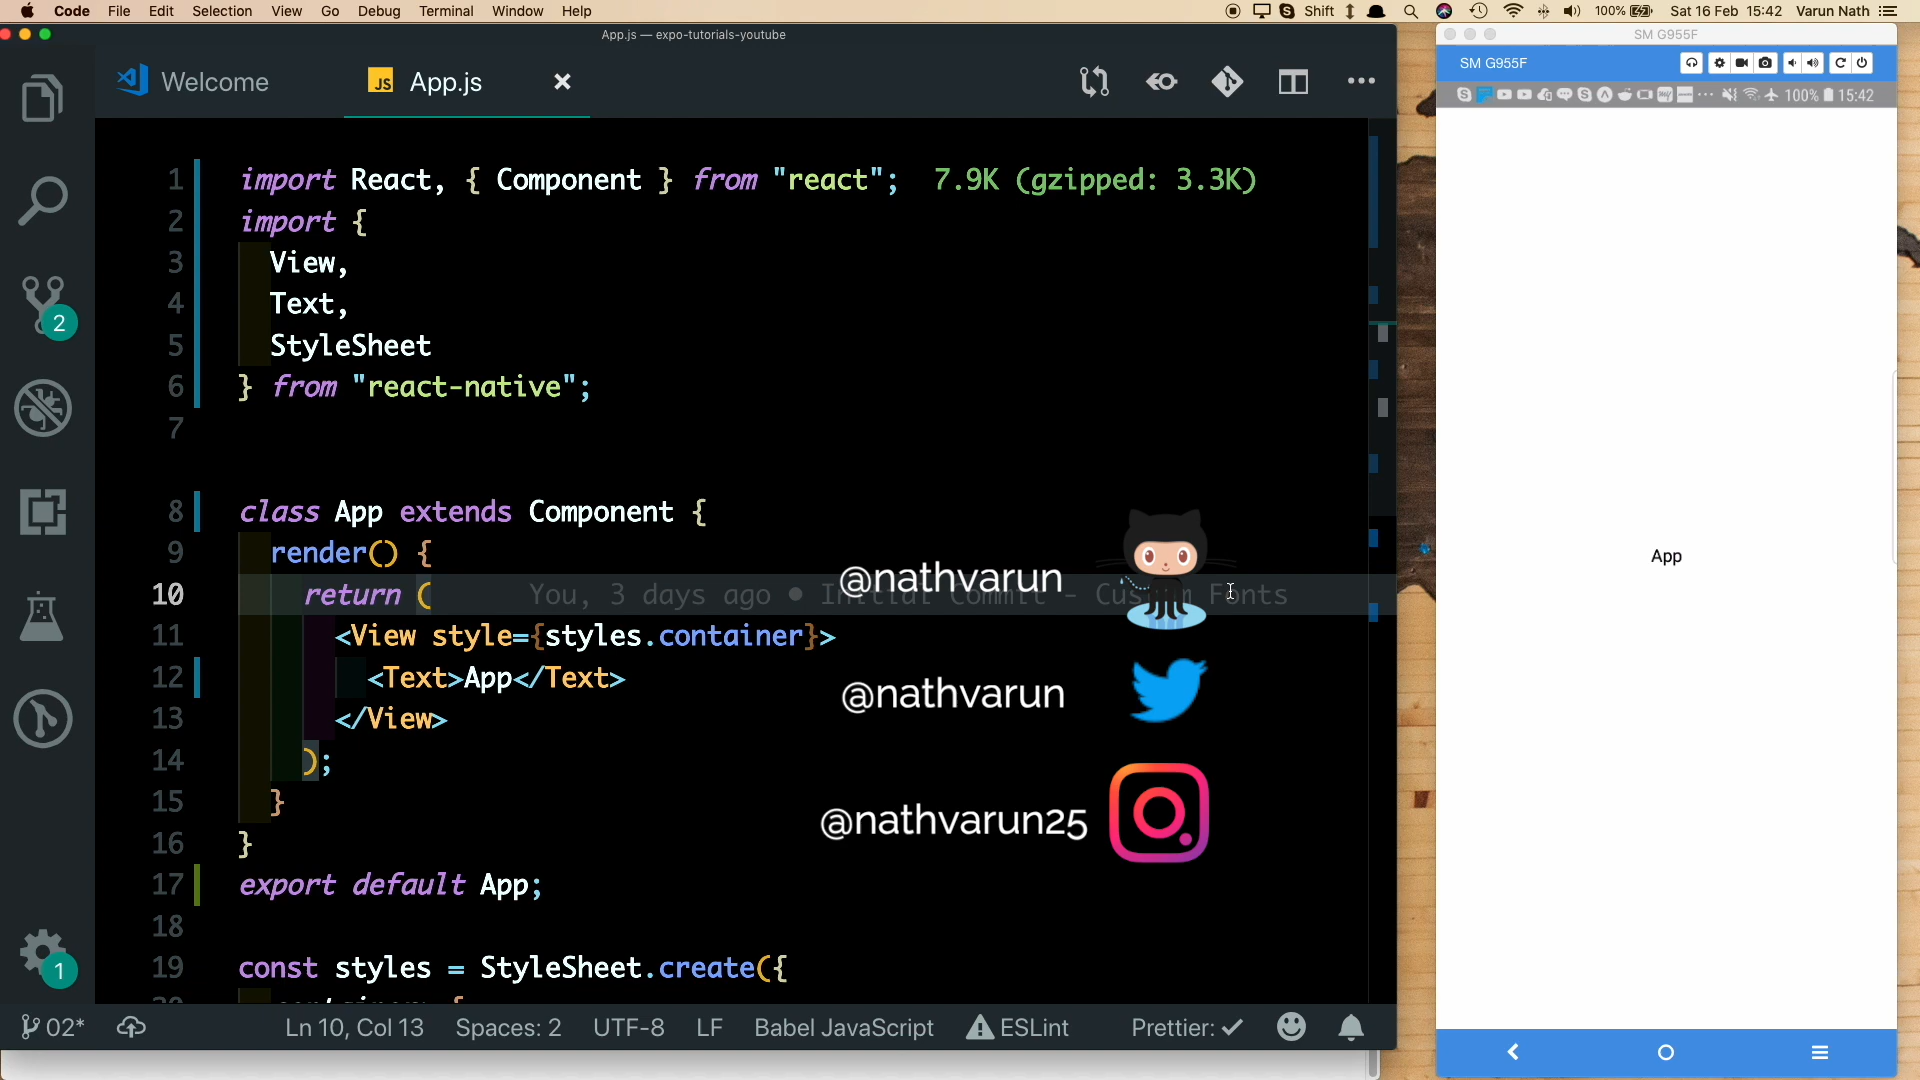 Code File Edit Selection View Go Debug Terminal Window Help
Shift 100% Sat 16 Feb 15:42 Varun Nath
App.js — expo-tutorials-youtube
Welcome
JS App.js
1 import React, { Component } from "react"; 7.9K (gzipped: 3.3K)
2 import {
3 View,
4 Text,
5 StyleSheet
6 } from "react-native";
7
8 class App extends Component {
9 render() {
10 return ( You, 3 days ago • Initial Commit - Custom Fonts
11 <View style={styles.container}>
12 <Text>App</Text>
13 </View>
14 );
15 }
16 }
17 export default App;
18
19 const styles = StyleSheet.create({
@nathvarun
@nathvarun
@nathvarun25
2
1
02* Ln 10, Col 13 Spaces: 2 UTF-8 LF Babel JavaScript ESLint Prettier: ✓
SM G955F
SM G955F
100% 15:42
App